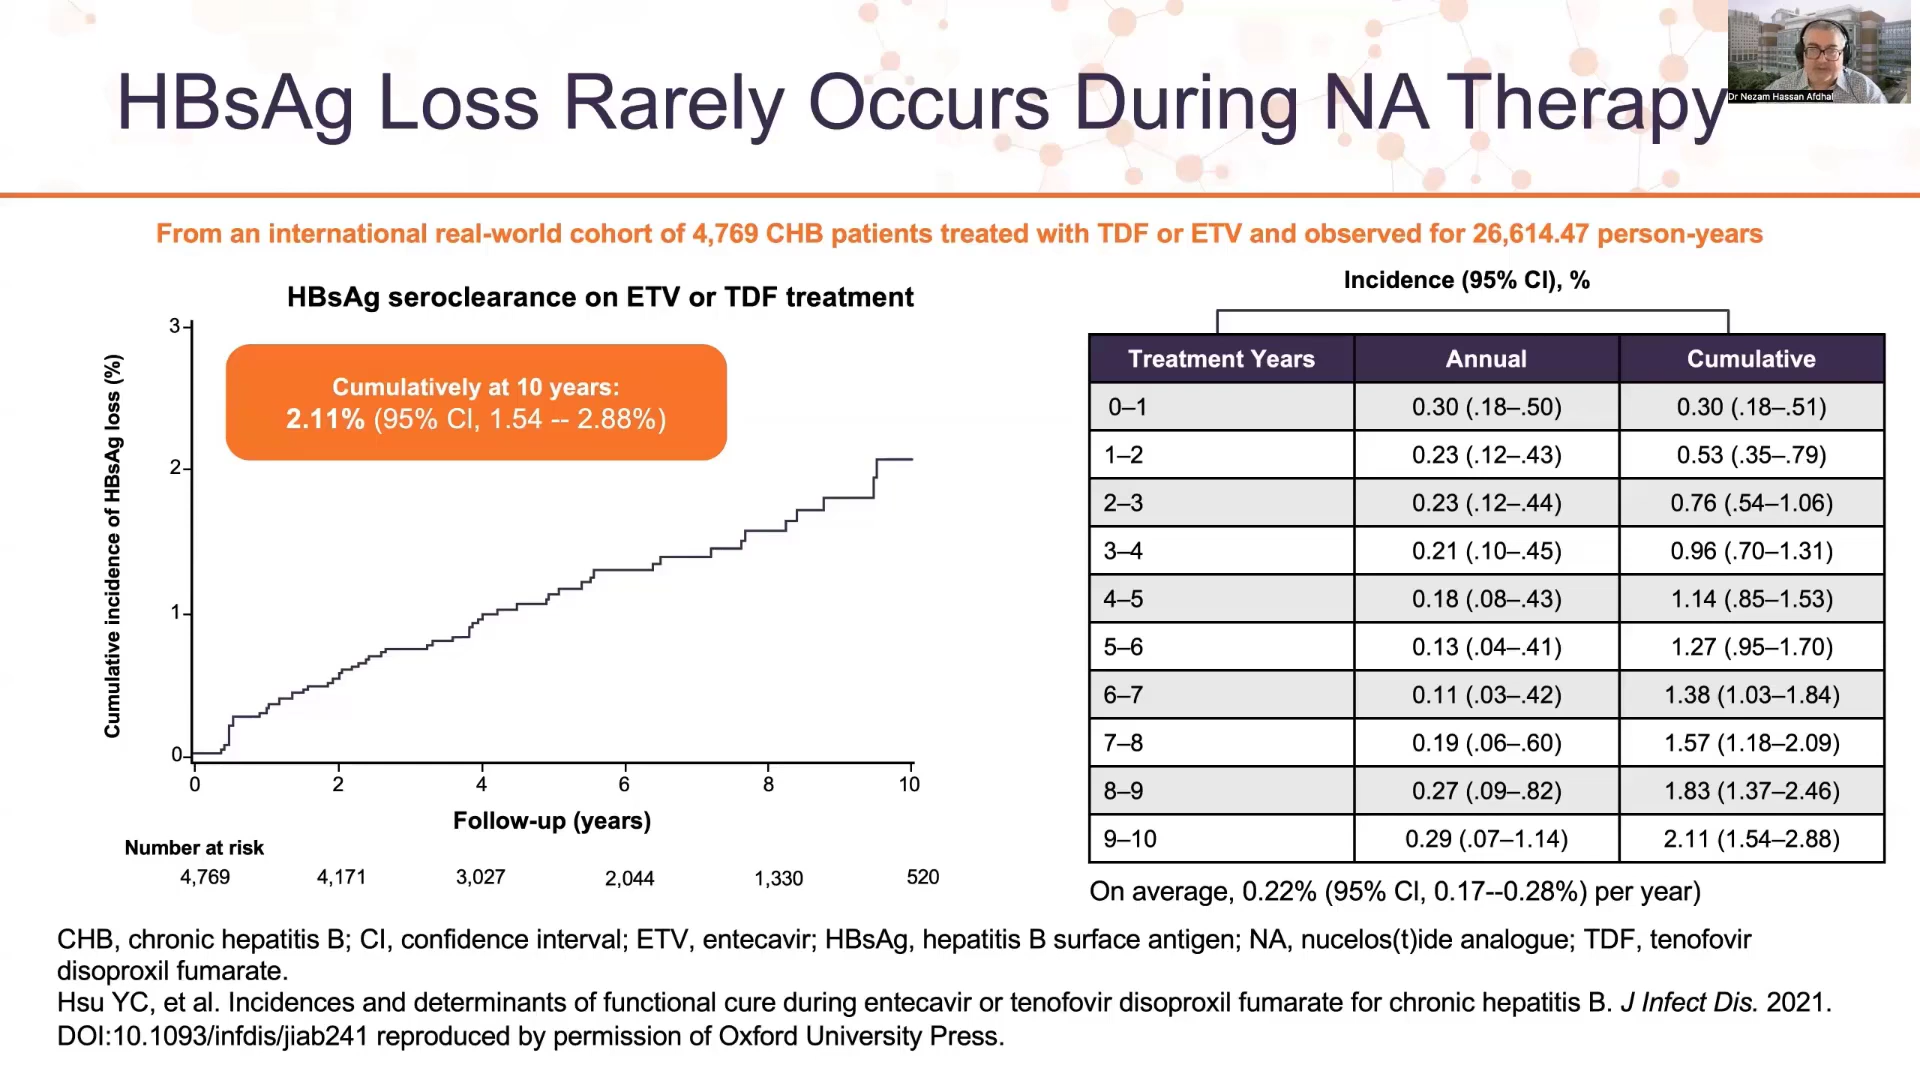 HBsAg Loss Rarely Occurs During NA Therapy
Dr Nezam Hassan Afdhal
From an international real-world cohort of 4,769 CHB patients treated with TDF or ETV and observed for 26,614.47 person-years
HBsAg seroclearance on ETV or TDF treatment
Cumulative incidence of HBsAg loss (%)
3
2
1
0
Cumulatively at 10 years:
2.11% (95% CI, 1.54 -- 2.88%)
0 2 4 6 8 10
Follow-up (years)
Number at risk
4,769 4,171 3,027 2,044 1,330 520
Incidence (95% CI), %
Treatment Years Annual Cumulative
0–1 0.30 (.18–.50) 0.30 (.18–.51)
1–2 0.23 (.12–.43) 0.53 (.35–.79)
2–3 0.23 (.12–.44) 0.76 (.54–1.06)
3–4 0.21 (.10–.45) 0.96 (.70–1.31)
4–5 0.18 (.08–.43) 1.14 (.85–1.53)
5–6 0.13 (.04–.41) 1.27 (.95–1.70)
6–7 0.11 (.03–.42) 1.38 (1.03–1.84)
7–8 0.19 (.06–.60) 1.57 (1.18–2.09)
8–9 0.27 (.09–.82) 1.83 (1.37–2.46)
9–10 0.29 (.07–1.14) 2.11 (1.54–2.88)
On average, 0.22% (95% CI, 0.17--0.28%) per year)
CHB, chronic hepatitis B; CI, confidence interval; ETV, entecavir; HBsAg, hepatitis B surface antigen; NA, nucelos(t)ide analogue; TDF, tenofovir
disoproxil fumarate.
Hsu YC, et al. Incidences and determinants of functional cure during entecavir or tenofovir disoproxil fumarate for chronic hepatitis B. J Infect Dis. 2021.
DOI:10.1093/infdis/jiab241 reproduced by permission of Oxford University Press.